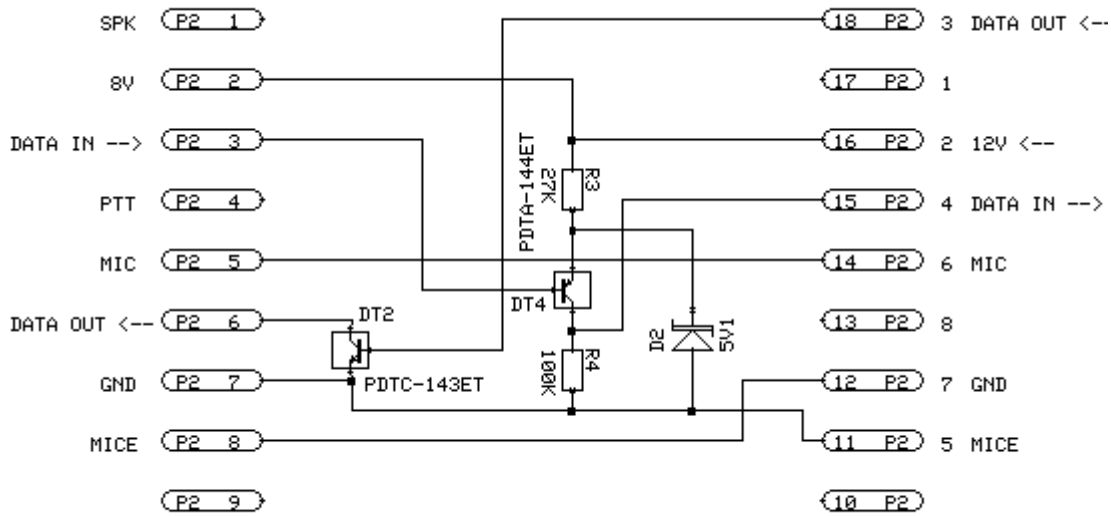 SPK P2 1 18 P2 3 DATA OUT <--
8V P2 2 17 P2 1
DATA IN --> P2 3 16 P2 2 12V <--
R3
27K
PDTA-144ET
PTT P2 4 15 P2 4 DATA IN -->
MIC P2 5 14 P2 6 MIC
DT4
DATA OUT <-- P2 6 DT2 13 P2 8
D2
5V1
R4
100K
GND P2 7 PDTC-143ET 12 P2 7 GND
MICE P2 8 11 P2 5 MICE
P2 9 10 P2